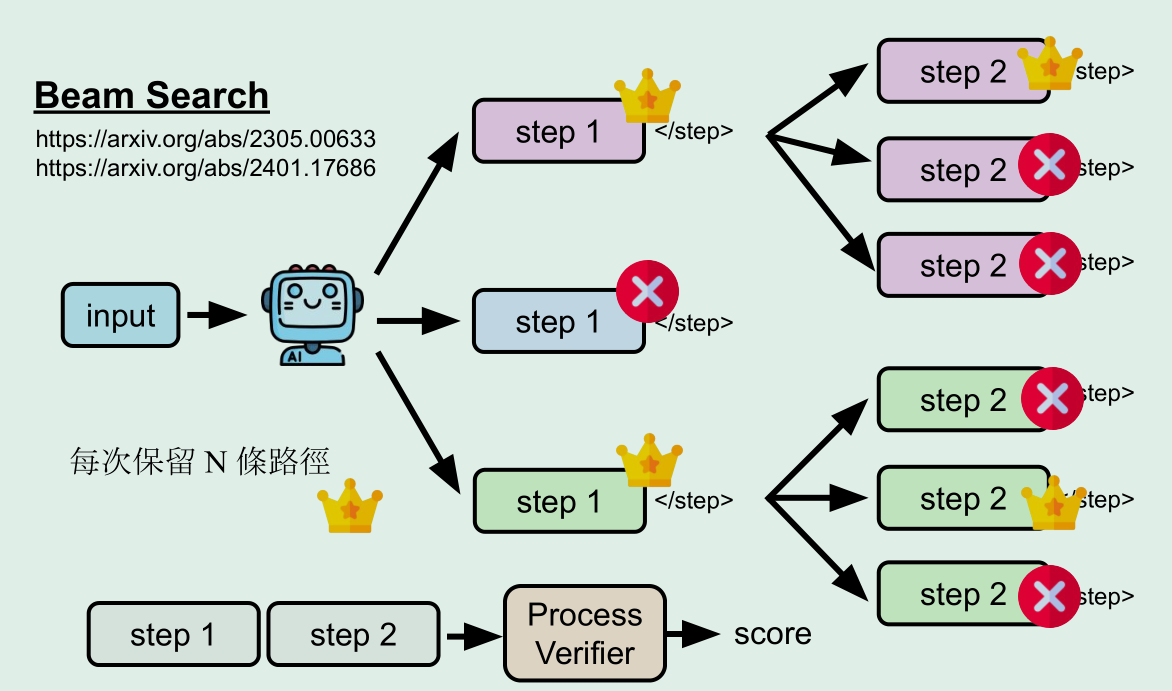 Beam Search
https://arxiv.org/abs/2305.00633
https://arxiv.org/abs/2401.17686
input
AI
step 1
</step>
step 1
</step>
step 1
</step>
step 2
step>
step 2
step>
step 2
step>
step 2
step>
step 2
/step>
step 2
step>
每次保留 N 條路徑
step 1
step 2
Process
Verifier
score